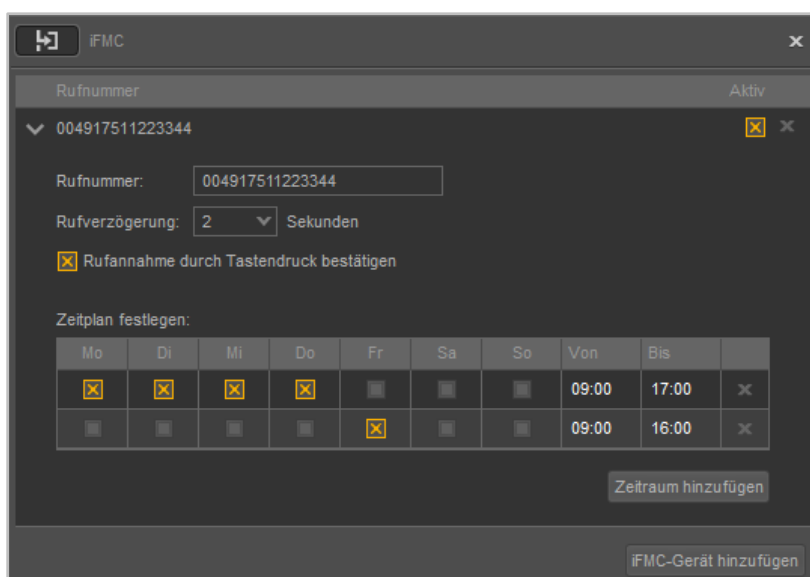 iFMC
Rufnummer Aktiv
004917511223344
Rufnummer: 004917511223344
Rufverzögerung: 2 Sekunden
Rufannahme durch Tastendruck bestätigen
Zeitplan festlegen:
Mo Di Mi Do Fr Sa So Von Bis
09:00 17:00
09:00 16:00
Zeitraum hinzufügen
iFMC-Gerät hinzufügen